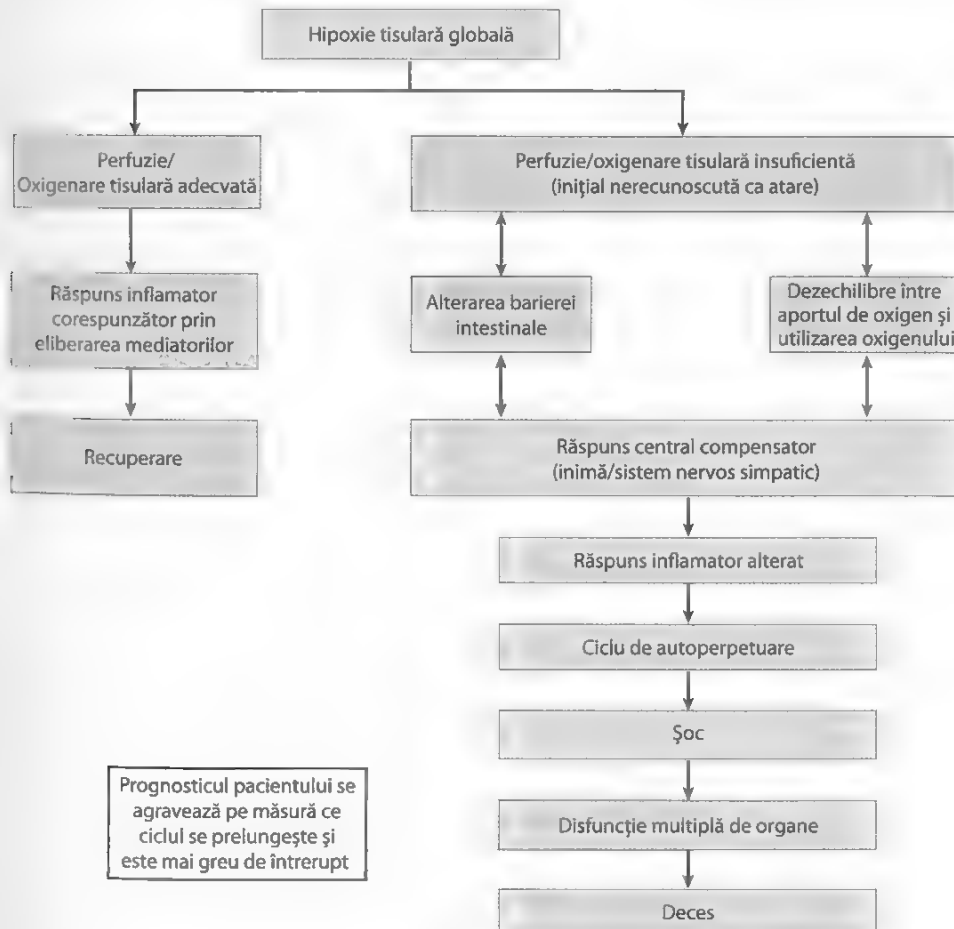 Hipoxie tisulară globală
Perfuzie/
Oxigenare tisulară adecvată
Perfuzie/oxigenare tisulară insuficientă
(inițial nerecunoscută ca atare)
Răspuns inflamator
corespunzător prin
eliberarea mediatorilor
Alterarea barierei
intestinale
Dezechilibre între
aportul de oxigen și
utilizarea oxigenului
Recuperare
Răspuns central compensator
(inimă/sistem nervos simpatic)
Răspuns inflamator alterat
Ciclu de autoperpetuare
Șoc
Prognosticul pacientului se
agravează pe măsură ce
ciclul se prelungește și
este mai greu de întrerupt
Disfuncție multiplă de organe
Deces